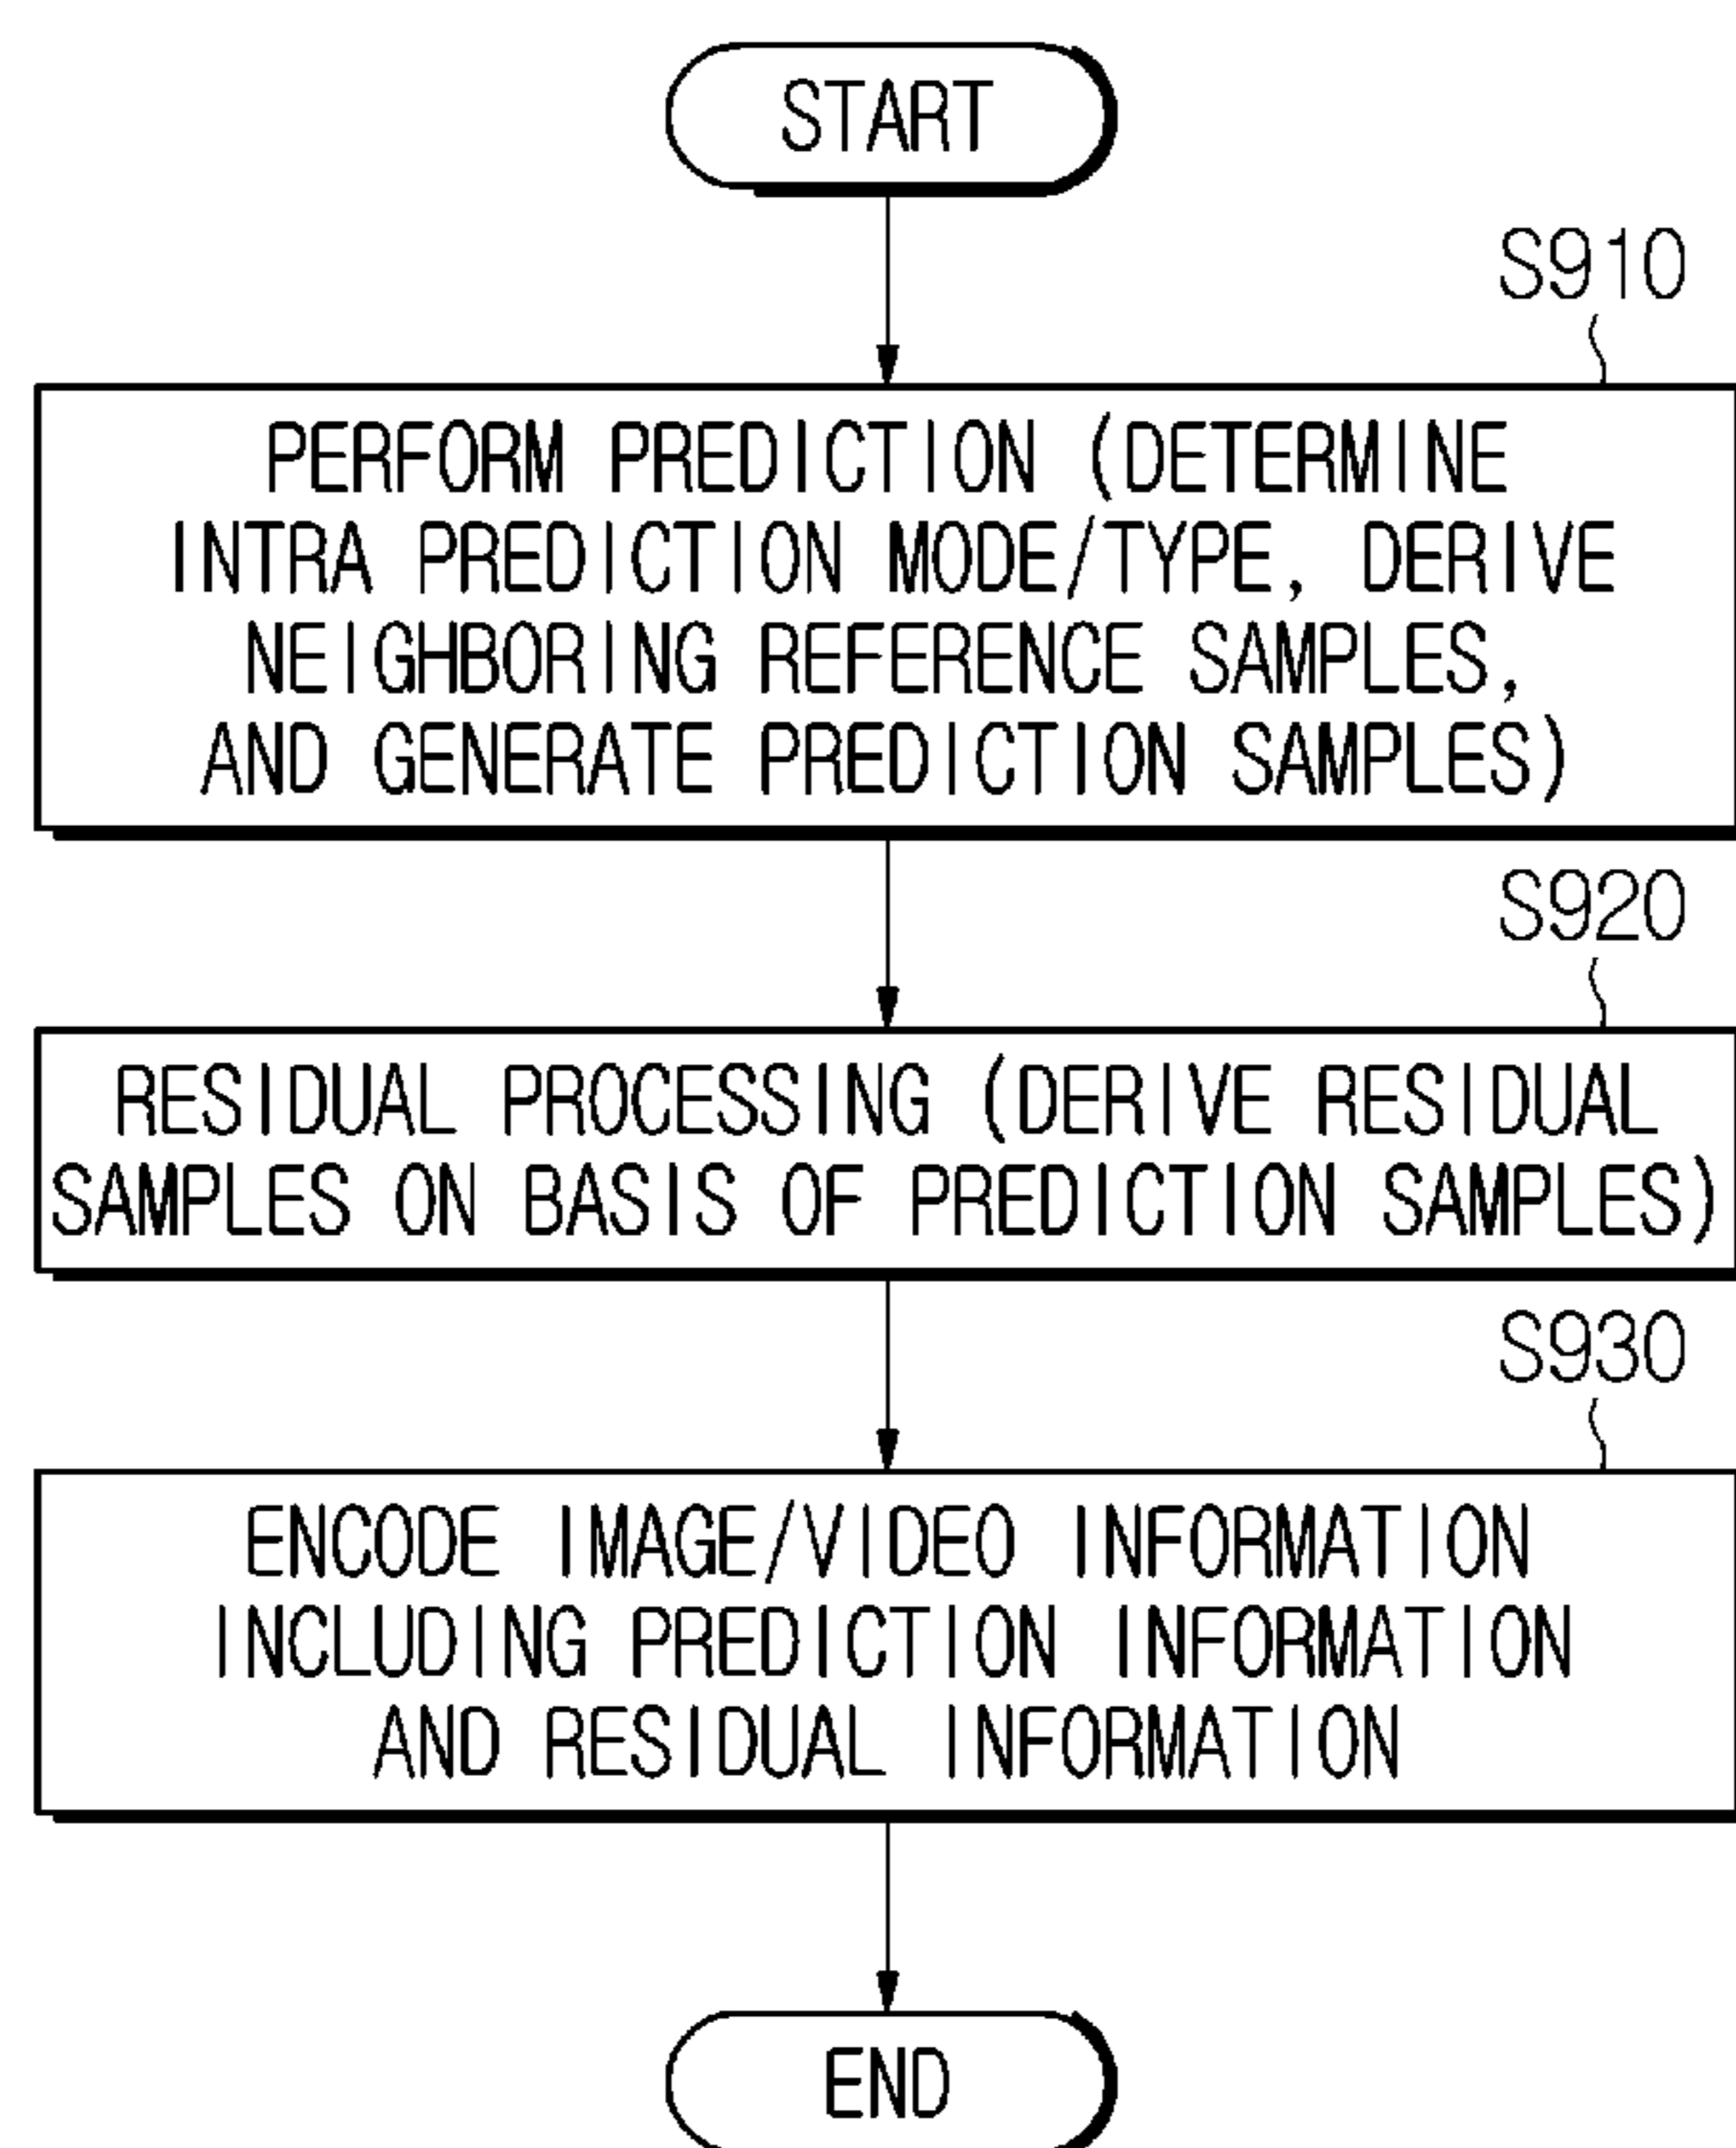 START
S910
PERFORM PREDICTION (DETERMINE
INTRA PREDICTION MODE/TYPE, DERIVE
NEIGHBORING REFERENCE SAMPLES,
AND GENERATE PREDICTION SAMPLES)
S920
RESIDUAL PROCESSING (DERIVE RESIDUAL
SAMPLES ON BASIS OF PREDICTION SAMPLES)
S930
ENCODE IMAGE/VIDEO INFORMATION
INCLUDING PREDICTION INFORMATION
AND RESIDUAL INFORMATION
END